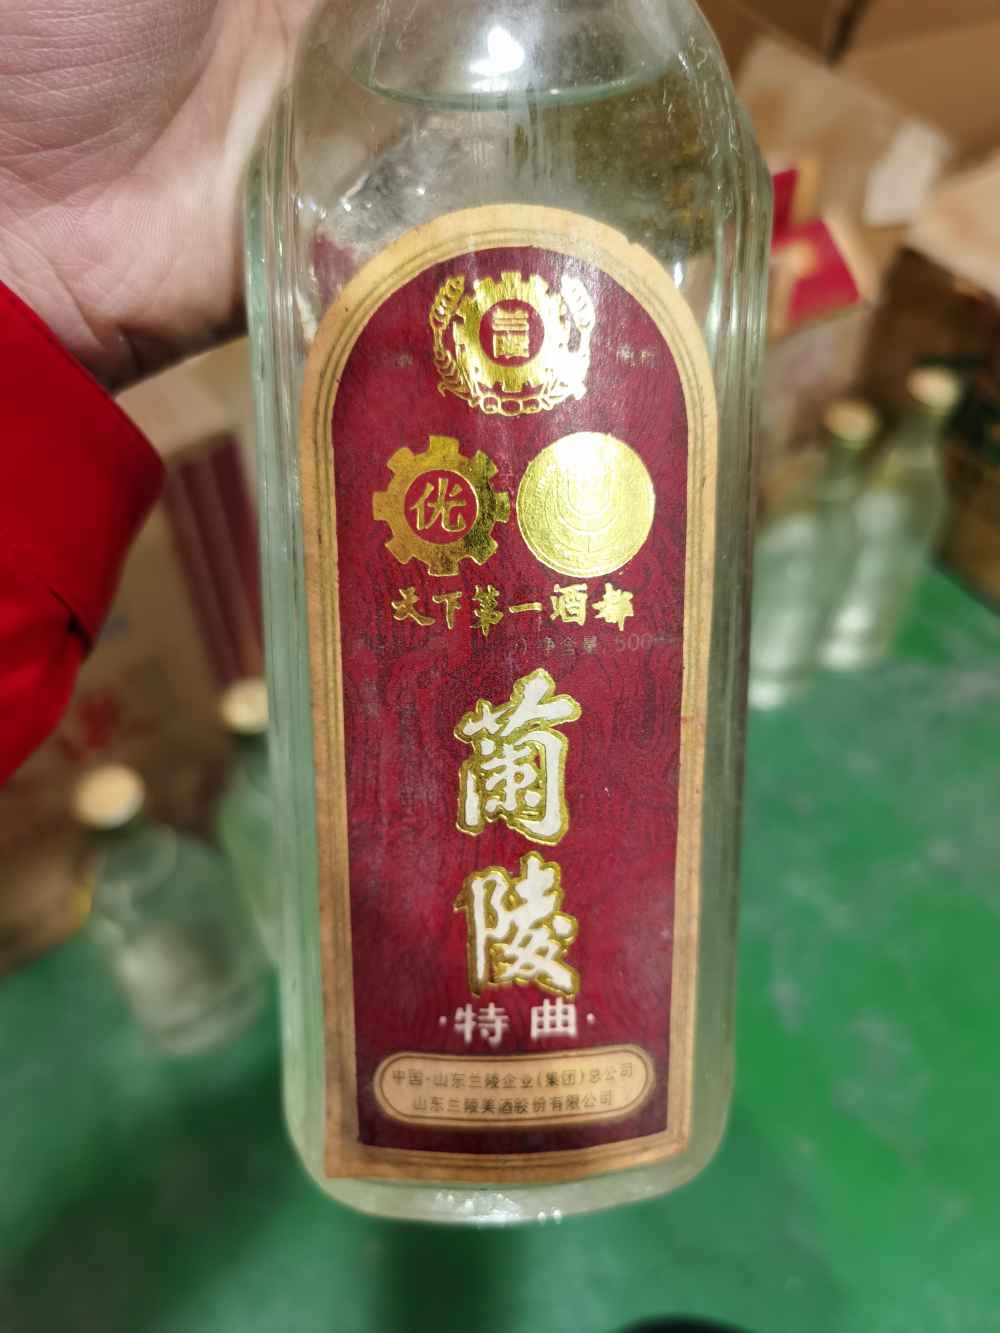 兰陵
优
天下第一酒都
净含量:500ml
蘭陵
·特曲·
中国·山东兰陵企业(集团)总公司
山东兰陵美酒股份有限公司